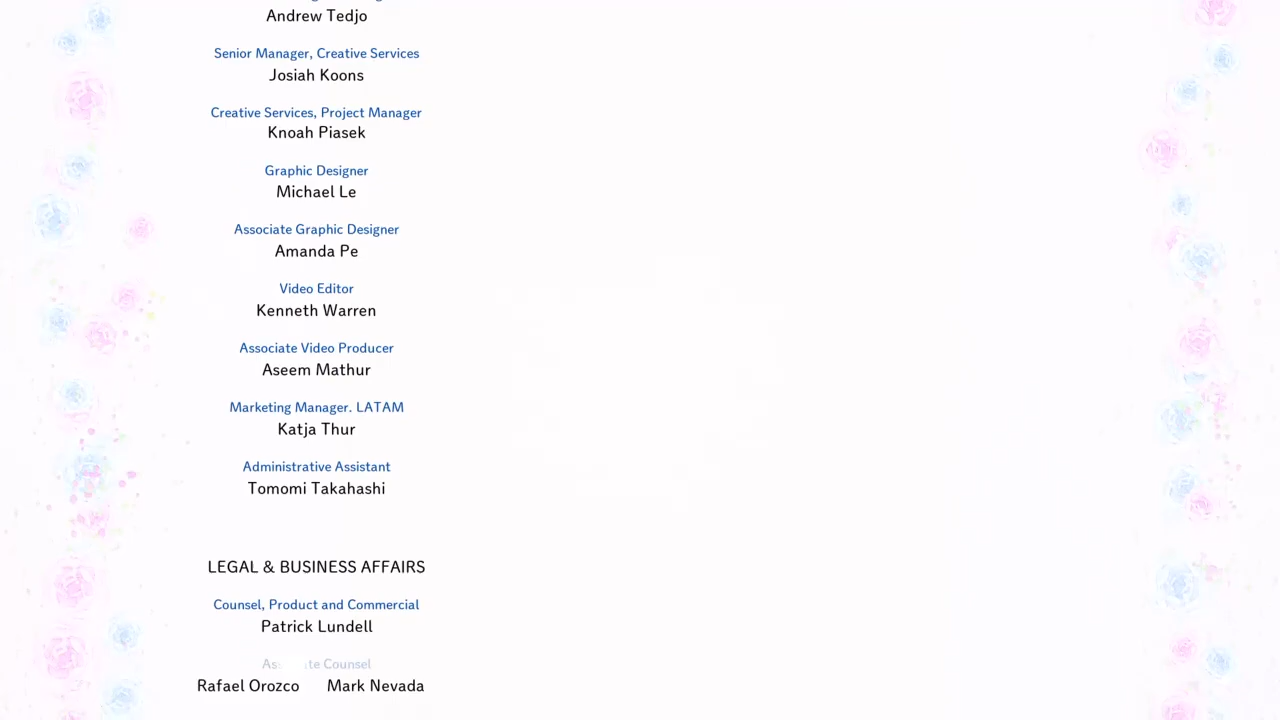 Andrew Tedjo
Senior Manager, Creative Services
Josiah Koons
Creative Services, Project Manager
Knoah Piasek
Graphic Designer
Michael Le
Associate Graphic Designer
Amanda Pe
Video Editor
Kenneth Warren
Associate Video Producer
Aseem Mathur
Marketing Manager. LATAM
Katja Thur
Administrative Assistant
Tomomi Takahashi
LEGAL & BUSINESS AFFAIRS
Counsel, Product and Commercial
Patrick Lundell
Counsel
Rafael Orozco Mark Nevada